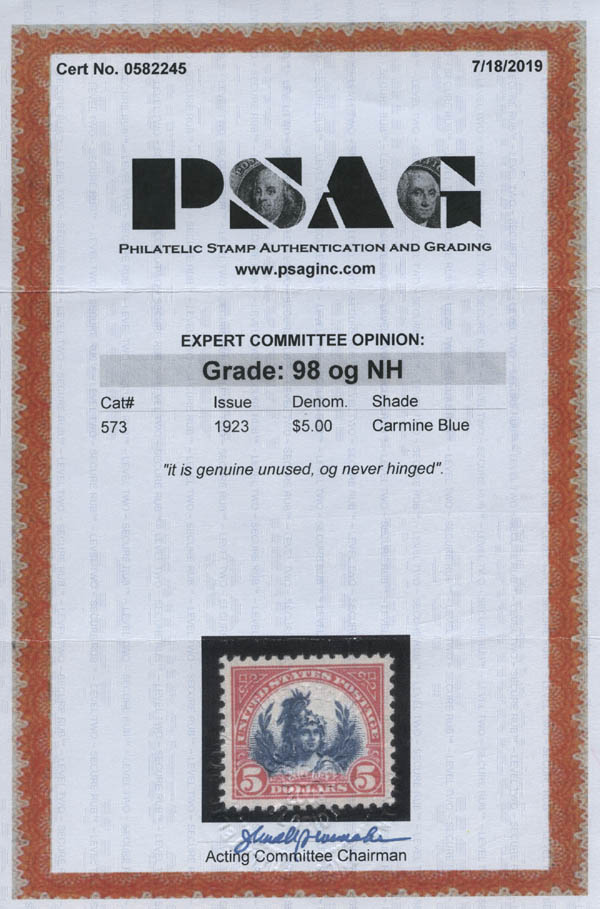 Cert No. 0582245 7/18/2019
PSAG
PHILATELIC STAMP AUTHENTICATION AND GRADING
www.psaginc.com
EXPERT COMMITTEE OPINION:
Grade: 98 og NH
Cat# Issue Denom. Shade
573 1923 $5.00 Carmine Blue
"it is genuine unused, og never hinged".
UNITED STATES POSTAGE
5 DOLLARS 5
Acting Committee Chairman